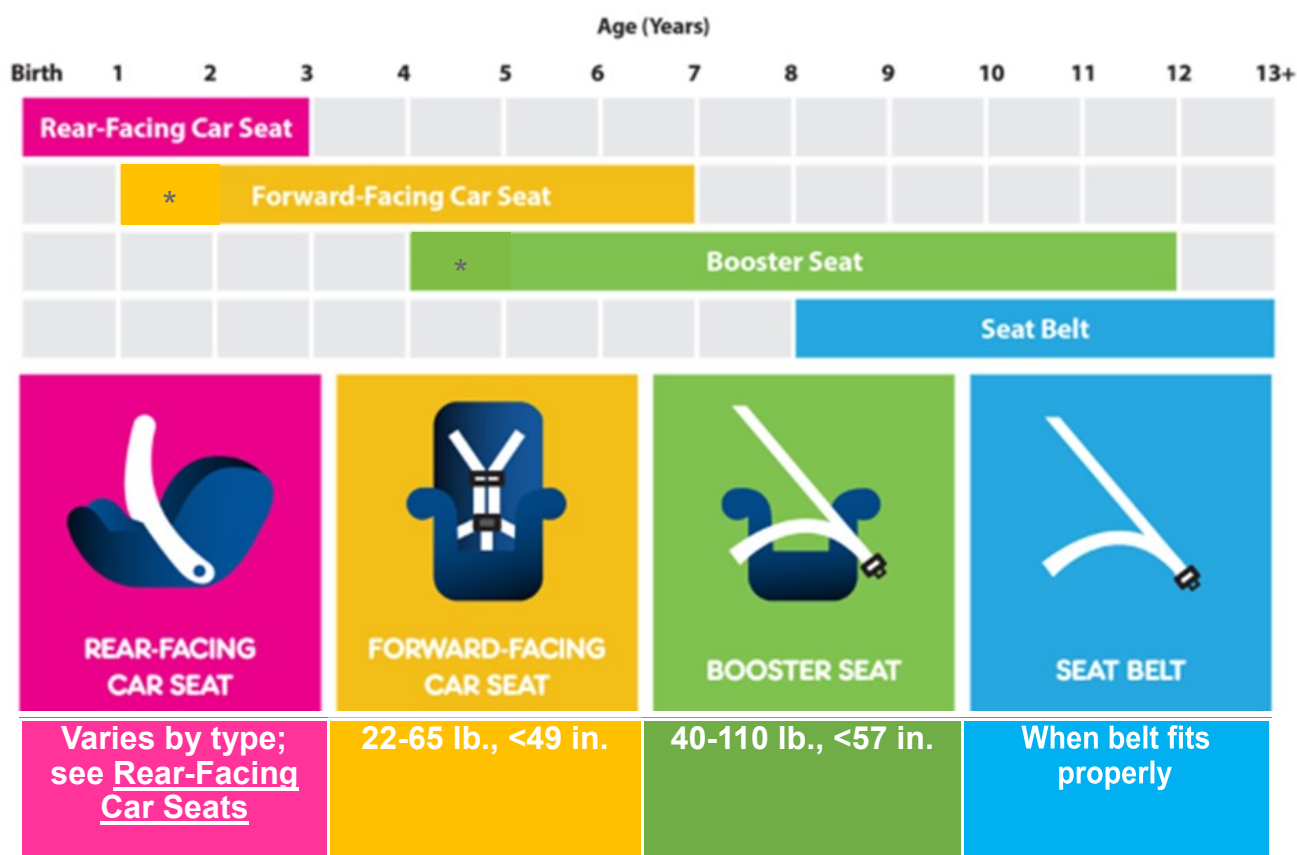 Age (Years)
Birth 1 2 3 4 5 6 7 8 9 10 11 12 13+
Rear-Facing Car Seat
* Forward-Facing Car Seat
* Booster Seat
Seat Belt
REAR-FACING
CAR SEAT
FORWARD-FACING
CAR SEAT
BOOSTER SEAT
SEAT BELT
Varies by type;
see Rear-Facing
Car Seats
22-65 lb., <49 in.
40-110 lb., <57 in.
When belt fits
properly